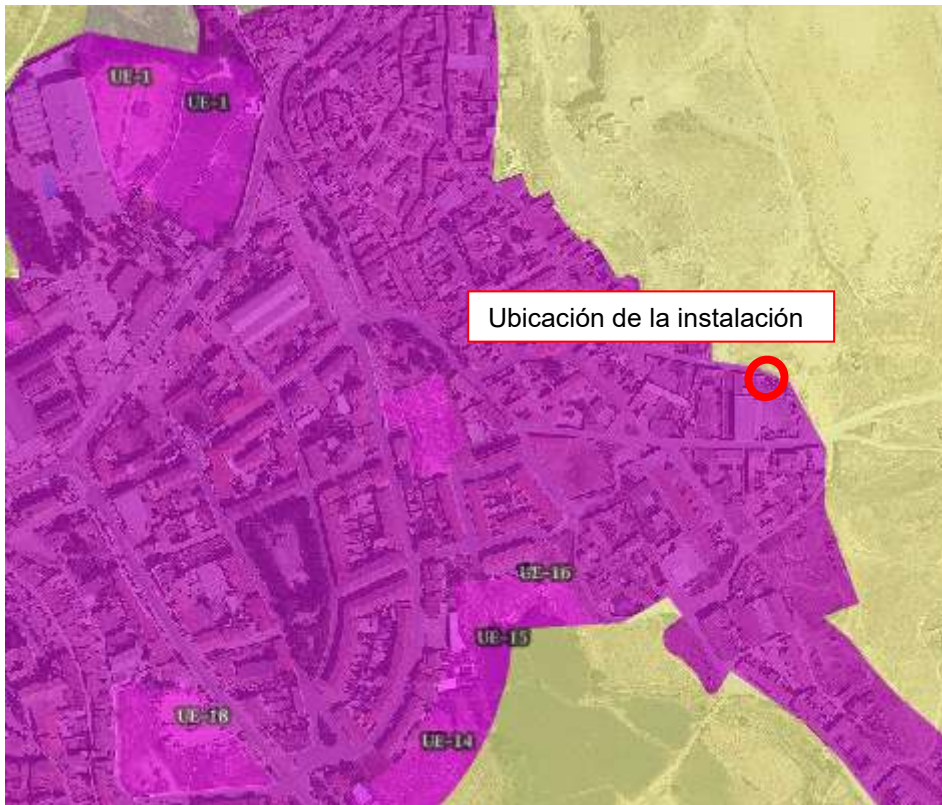 UE-1
UE-1
Ubicación de la instalación
UE-16
UE-15
UE-18
UE-14